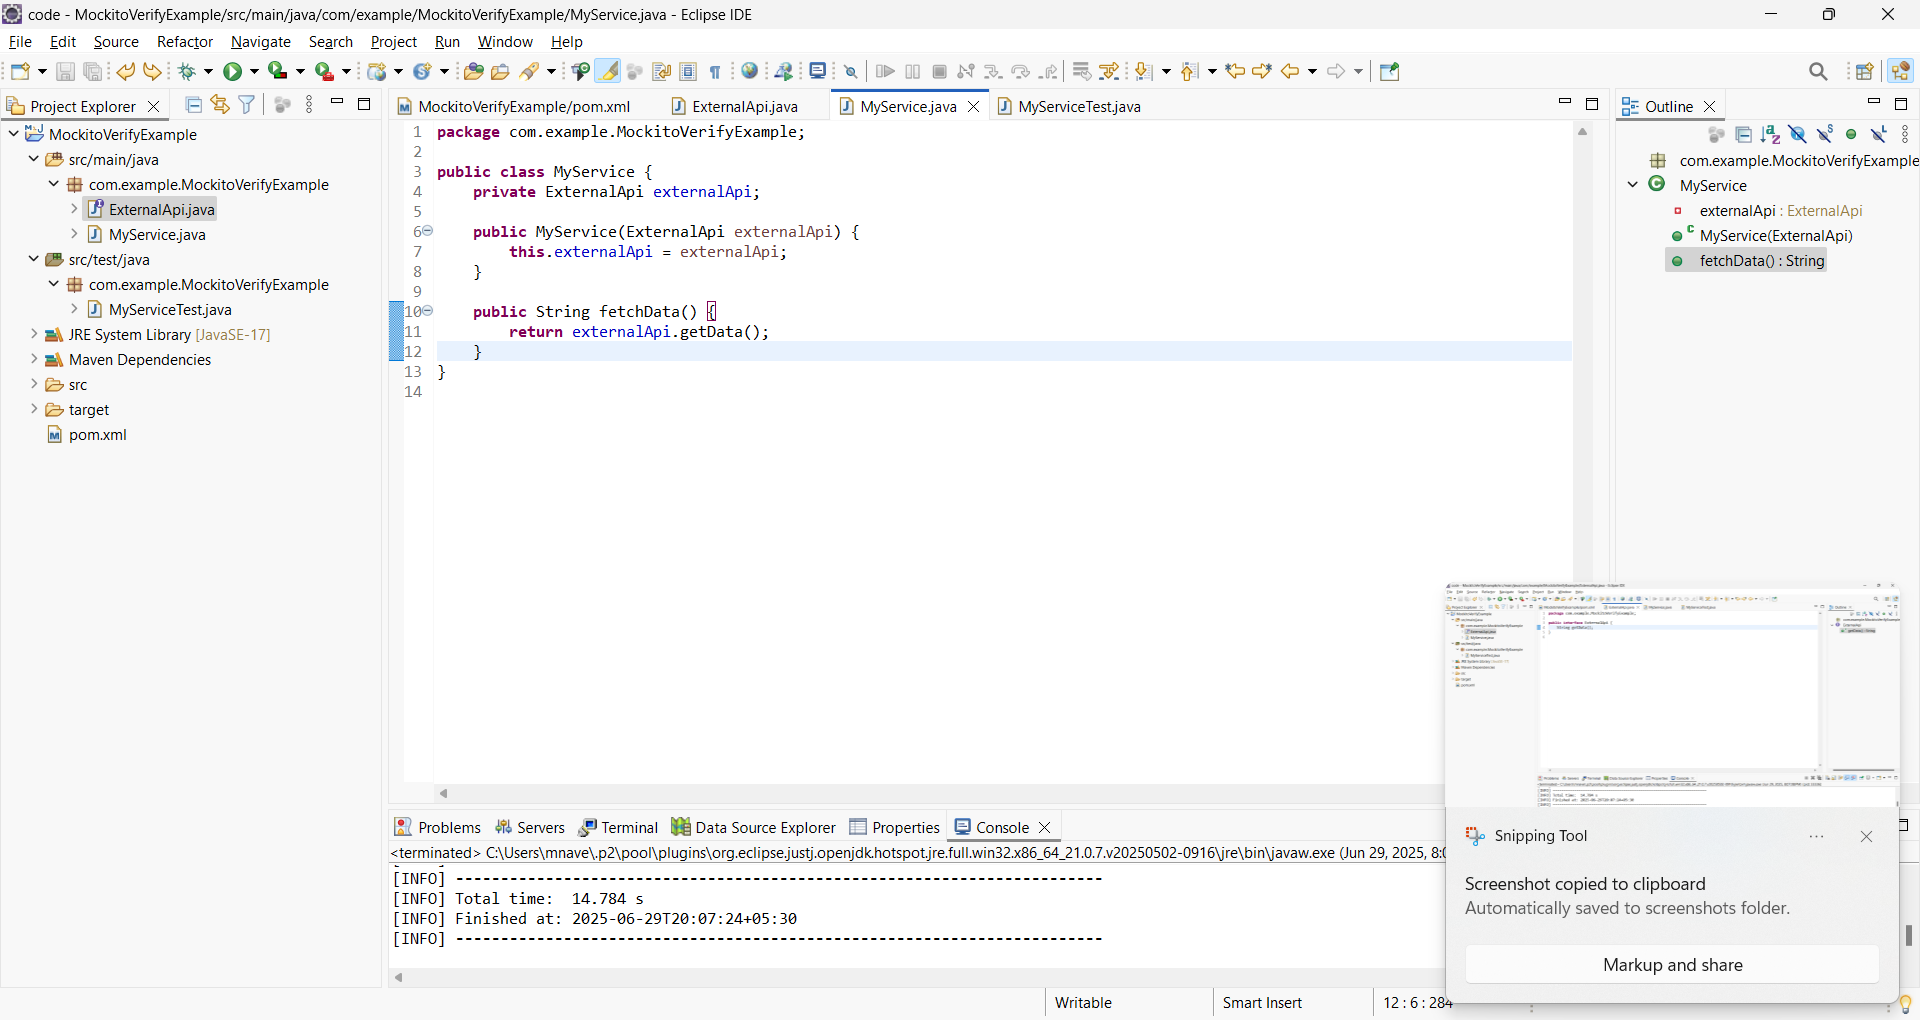 code - MockitoVerifyExample/src/main/java/com/example/MockitoVerifyExample/MyService.java - Eclipse IDE
File Edit Source Refactor Navigate Search Project Run Window Help
Project Explorer
MockitoVerifyExample
src/main/java
com.example.MockitoVerifyExample
ExternalApi.java
MyService.java
src/test/java
com.example.MockitoVerifyExample
MyServiceTest.java
JRE System Library [JavaSE-17]
Maven Dependencies
src
target
pom.xml
MockitoVerifyExample/pom.xml ExternalApi.java MyService.java MyServiceTest.java
1 package com.example.MockitoVerifyExample;
2
3 public class MyService {
4 private ExternalApi externalApi;
5
6 public MyService(ExternalApi externalApi) {
7 this.externalApi = externalApi;
8 }
9
10 public String fetchData() {
11 return externalApi.getData();
12 }
13 }
14
Outline
com.example.MockitoVerifyExample
MyService
externalApi : ExternalApi
MyService(ExternalApi)
fetchData() : String
Problems Servers Terminal Data Source Explorer Properties Console
<terminated> C:\Users\mnave\.p2\pool\plugins\org.eclipse.justj.openjdk.hotspot.jre.full.win32.x86_64_21.0.7.v20250502-0916\jre\bin\javaw.exe (Jun 29, 2025, 8:0
[INFO] ------------------------------------------------------------------------
[INFO] Total time:  14.784 s
[INFO] Finished at: 2025-06-29T20:07:24+05:30
[INFO] ------------------------------------------------------------------------
Snipping Tool
Screenshot copied to clipboard
Automatically saved to screenshots folder.
Markup and share
Writable Smart Insert 12 : 6 : 284